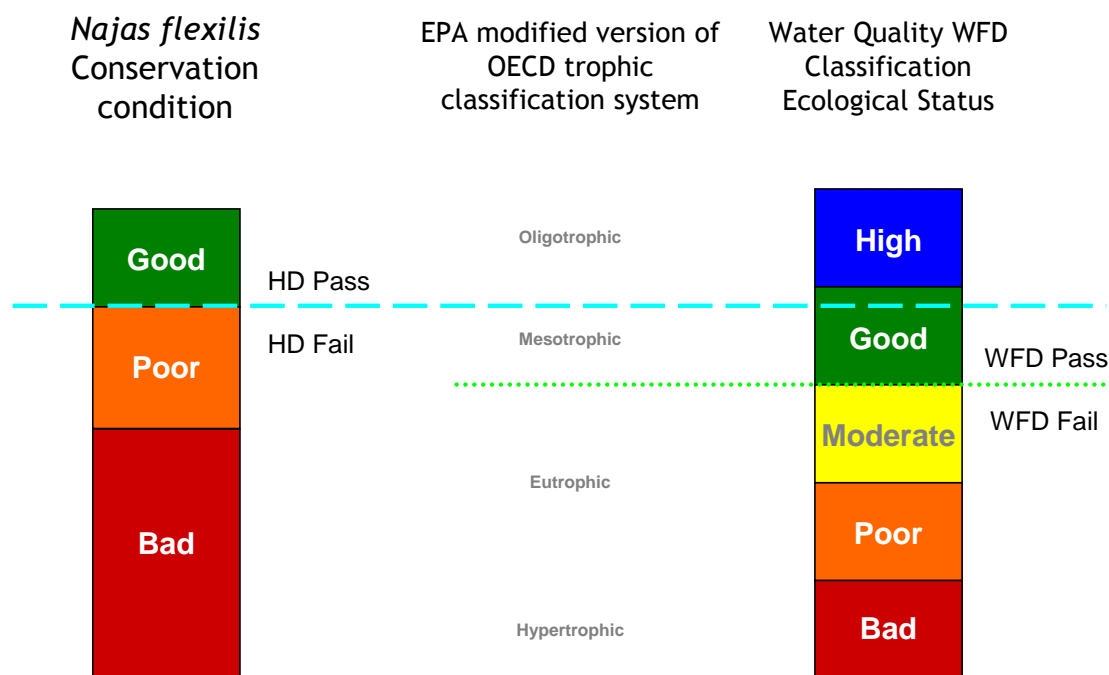 Najas flexilis
Conservation
condition
EPA modified version of
OECD trophic
classification system
Water Quality WFD
Classification
Ecological Status
Good
HD Pass
HD Fail
Poor
Bad
Oligotrophic
Mesotrophic
Eutrophic
Hypertrophic
High
Good
WFD Pass
WFD Fail
Moderate
Poor
Bad